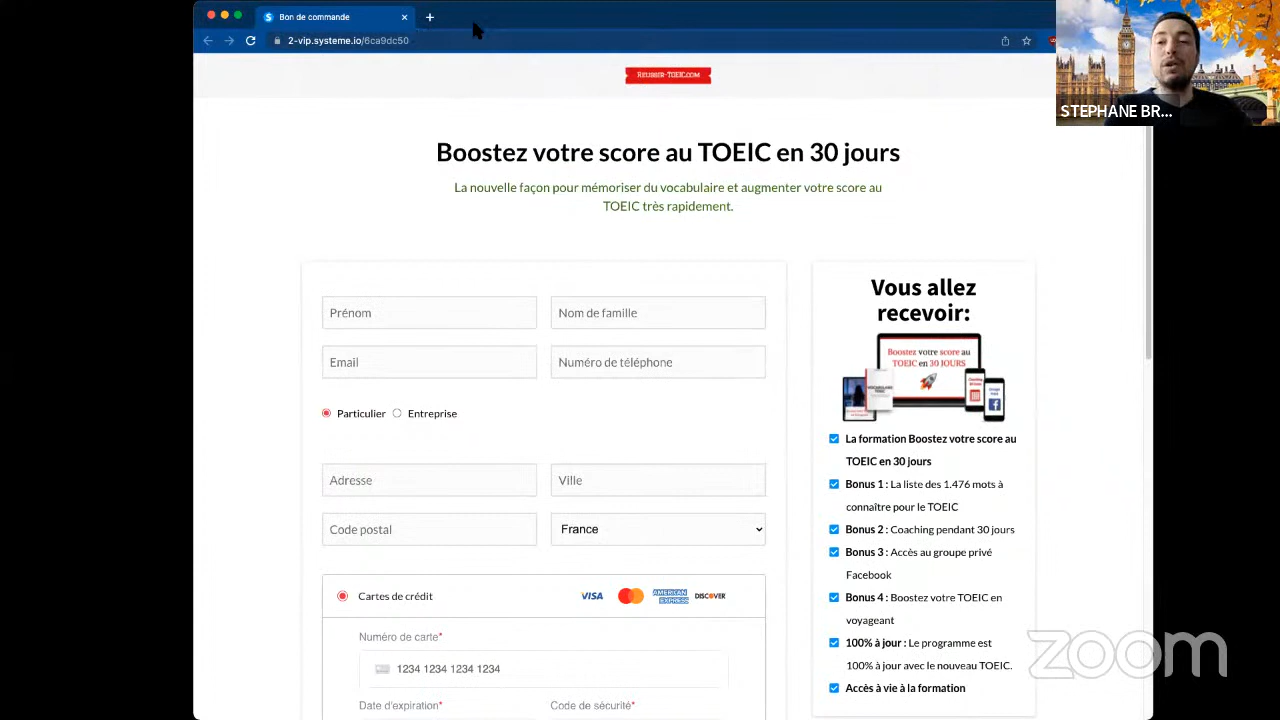 Bon de commande
2-vip.systeme.io/6ca9dc50
REUSSIR-TOEIC.COM
STEPHANE BR...
Boostez votre score au TOEIC en 30 jours
La nouvelle façon pour mémoriser du vocabulaire et augmenter votre score au
TOEIC très rapidement.
Prénom
Nom de famille
Email
Numéro de téléphone
Particulier
Entreprise
Adresse
Ville
Code postal
France
Cartes de crédit
VISA
AMERICAN
EXPRESS
DISCOVER
Numéro de carte*
1234 1234 1234 1234
Date d'expiration*
Code de sécurité*
Vous allez
recevoir:
Boostez votre score au
TOEIC en 30 JOURS
La formation Boostez votre score au
TOEIC en 30 jours
Bonus 1 : La liste des 1.476 mots à
connaître pour le TOEIC
Bonus 2 : Coaching pendant 30 jours
Bonus 3 : Accès au groupe privé
Facebook
Bonus 4 : Boostez votre TOEIC en
voyageant
100% à jour : Le programme est
100% à jour avec le nouveau TOEIC.
Accès à vie à la formation
zoom